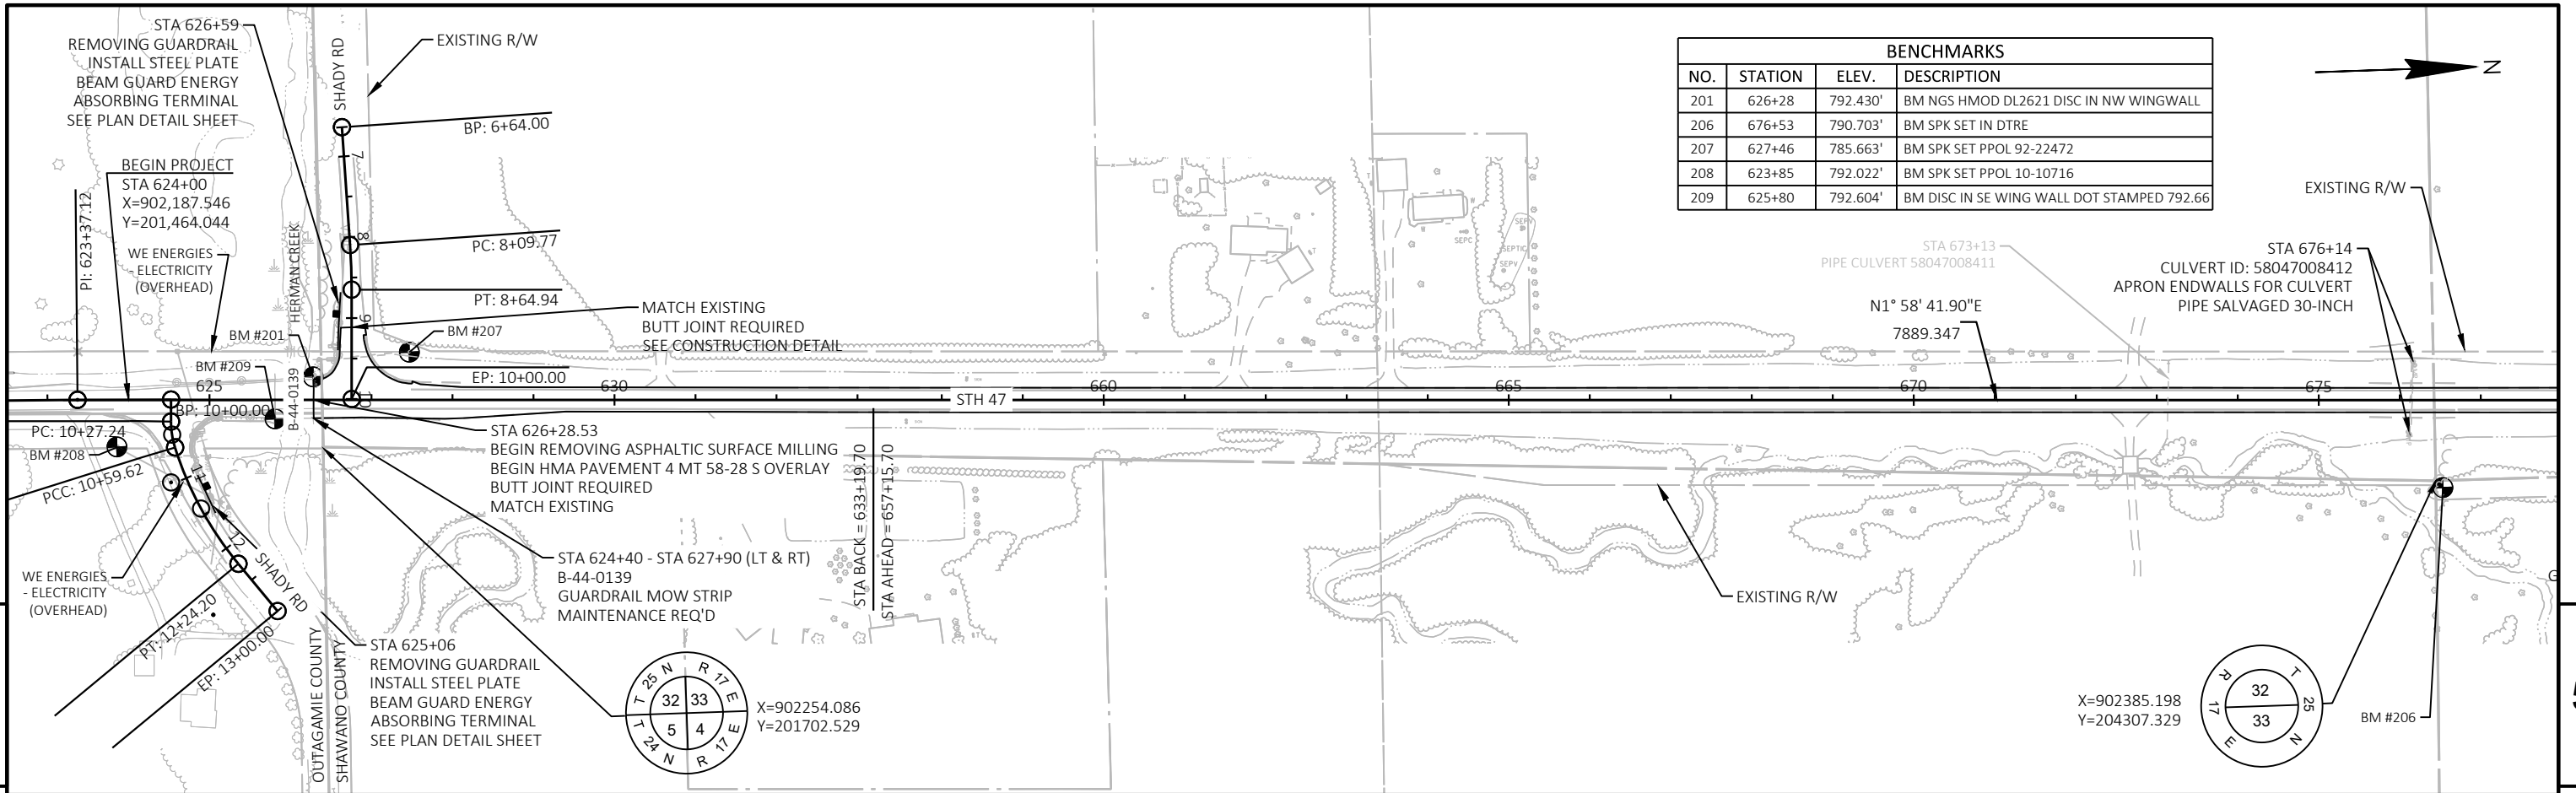 STA 626+59
REMOVING GUARDRAIL
INSTALL STEEL PLATE
BEAM GUARD ENERGY
ABSORBING TERMINAL
SEE PLAN DETAIL SHEET
SHADY RD
EXISTING R/W
BP: 6+64.00
7
8
PC: 8+09.77
PT: 8+64.94
9
10
EP: 10+00.00
BEGIN PROJECT
STA 624+00
X=902,187.546
Y=201,464.044
PI: 623+37.12
WE ENERGIES
- ELECTRICITY
(OVERHEAD)
HERMAN CREEK
BM #201
BM #209
B-44-0139
BM #207
MATCH EXISTING
BUTT JOINT REQUIRED
SEE CONSTRUCTION DETAIL
625
630
STH 47
660
665
670
675
BENCHMARKS
NO. STATION ELEV. DESCRIPTION
201 626+28 792.430' BM NGS HMOD DL2621 DISC IN NW WINGWALL
206 676+53 790.703' BM SPK SET IN DTRE
207 627+46 785.663' BM SPK SET PPOL 92-22472
208 623+85 792.022' BM SPK SET PPOL 10-10716
209 625+80 792.604' BM DISC IN SE WING WALL DOT STAMPED 792.66
N
SEPV
SEPC
SEPTIC
SEPV
STA 673+13
PIPE CULVERT 58047008411
EXISTING R/W
STA 676+14
CULVERT ID: 58047008412
APRON ENDWALLS FOR CULVERT
PIPE SALVAGED 30-INCH
N1° 58' 41.90"E
7889.347
BP: 10+00.00
PC: 10+27.24
BM #208
PCC: 10+59.62
11
12
SHADY RD
WE ENERGIES
- ELECTRICITY
(OVERHEAD)
PT: 12+24.20
EP: 13+00.00
STA 626+28.53
BEGIN REMOVING ASPHALTIC SURFACE MILLING
BEGIN HMA PAVEMENT 4 MT 58-28 S OVERLAY
BUTT JOINT REQUIRED
MATCH EXISTING
STA 624+40 - STA 627+90 (LT & RT)
B-44-0139
GUARDRAIL MOW STRIP
MAINTENANCE REQ'D
STA BACK = 633+19.70
STA AHEAD = 657+15.70
OUTAGAMIE COUNTY
SHAWANO COUNTY
STA 625+06
REMOVING GUARDRAIL
INSTALL STEEL PLATE
BEAM GUARD ENERGY
ABSORBING TERMINAL
SEE PLAN DETAIL SHEET
T 25 N R 17 E
32 33
5 4
T 24 N R 17 E
X=902254.086
Y=201702.529
EXISTING R/W
X=902385.198
Y=204307.329
T 25 N
R 17 E
32
33
BM #206